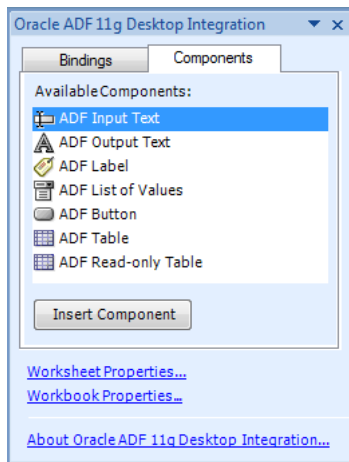 Oracle ADF 11g Desktop Integration
Bindings
Components
Available Components:
ADF Input Text
ADF Output Text
ADF Label
ADF List of Values
ADF Button
ADF Table
ADF Read-only Table
Insert Component
Worksheet Properties...
Workbook Properties...
About Oracle ADF 11g Desktop Integration...